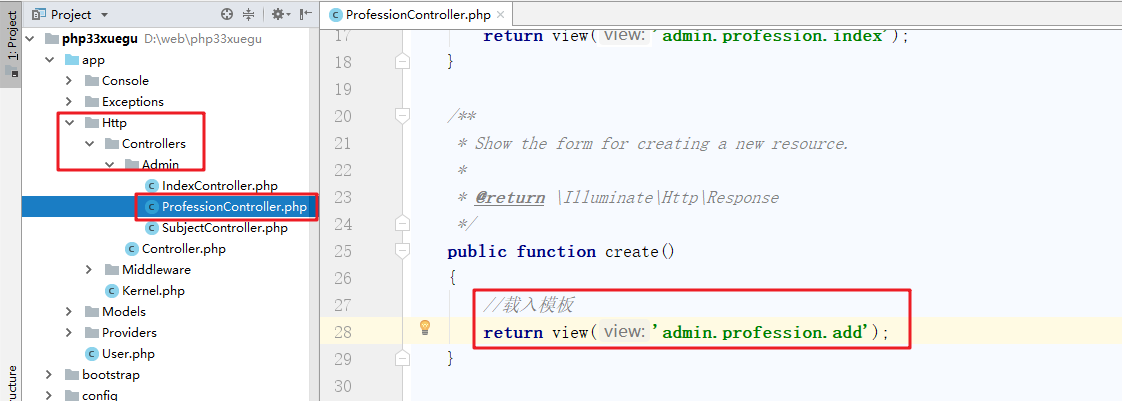 1: Project
ructure
Project
php33xuegu D:\web\php33xuegu
app
Console
Exceptions
Http
Controllers
Admin
IndexController.php
ProfessionController.php
SubjectController.php
Controller.php
Middleware
Kernel.php
Models
Providers
User.php
bootstrap
config
ProfessionController.php
17 return view( view: 'admin.profession.index');
18 }
19
20 /**
21 * Show the form for creating a new resource.
22 *
23 * @return \Illuminate\Http\Response
24 */
25 public function create()
26 {
27 //载入模板
28 return view( view: 'admin.profession.add');
29 }
30